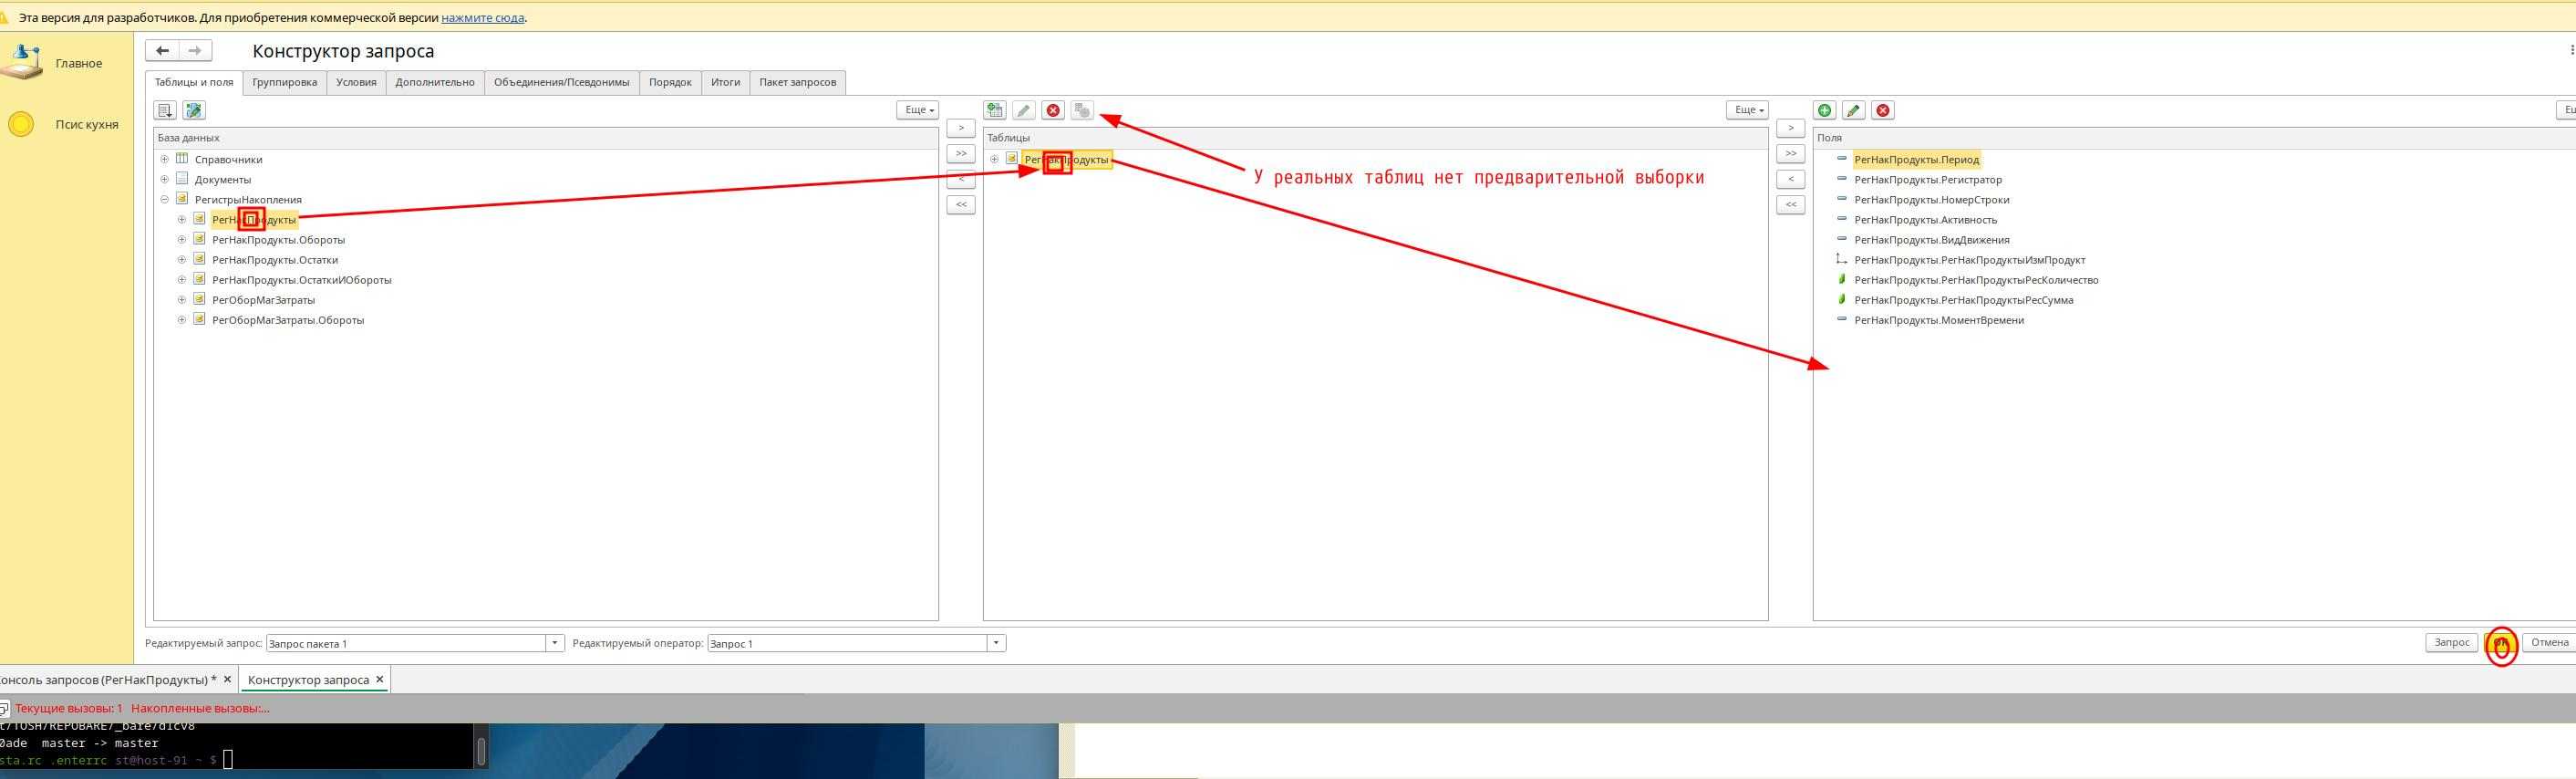 Эта версия для разработчиков. Для приобретения коммерческой версии нажмите сюда.
Главное
Псис кухня
Конструктор запроса
Таблицы и поля
Группировка
Условия
Дополнительно
Объединения/Псевдонимы
Порядок
Итоги
Пакет запросов
Еще
База данных
Справочники
Документы
РегистрыНакопления
РегНакПродукты
РегНакПродукты.Обороты
РегНакПродукты.Остатки
РегНакПродукты.ОстаткиИОбороты
РегОборМагЗатраты
РегОборМагЗатраты.Обороты
>
>>
<
<<
Еще
Таблицы
РегНакПродукты
У реальных таблиц нет предварительной выборки
>
>>
<
<<
Поля
РегНакПродукты.Период
РегНакПродукты.Регистратор
РегНакПродукты.НомерСтроки
РегНакПродукты.Активность
РегНакПродукты.ВидДвижения
РегНакПродукты.РегНакПродуктыИзмПродукт
РегНакПродукты.РегНакПродуктыРесКоличество
РегНакПродукты.РегНакПродуктыРесСумма
РегНакПродукты.МоментВремени
Редактируемый запрос: Запрос пакета 1 Редактируемый оператор: Запрос 1
Запрос
Отмена
онсоль запросов (РегНакПродукты) * ×
Конструктор запроса ×
Текущие вызовы: 1 Накопленные вызовы:...
t/TOSH/REPOBARE/_bare/d1cv8
0ade master -> master
sta.rc .enterrc st@host-91 ~ $